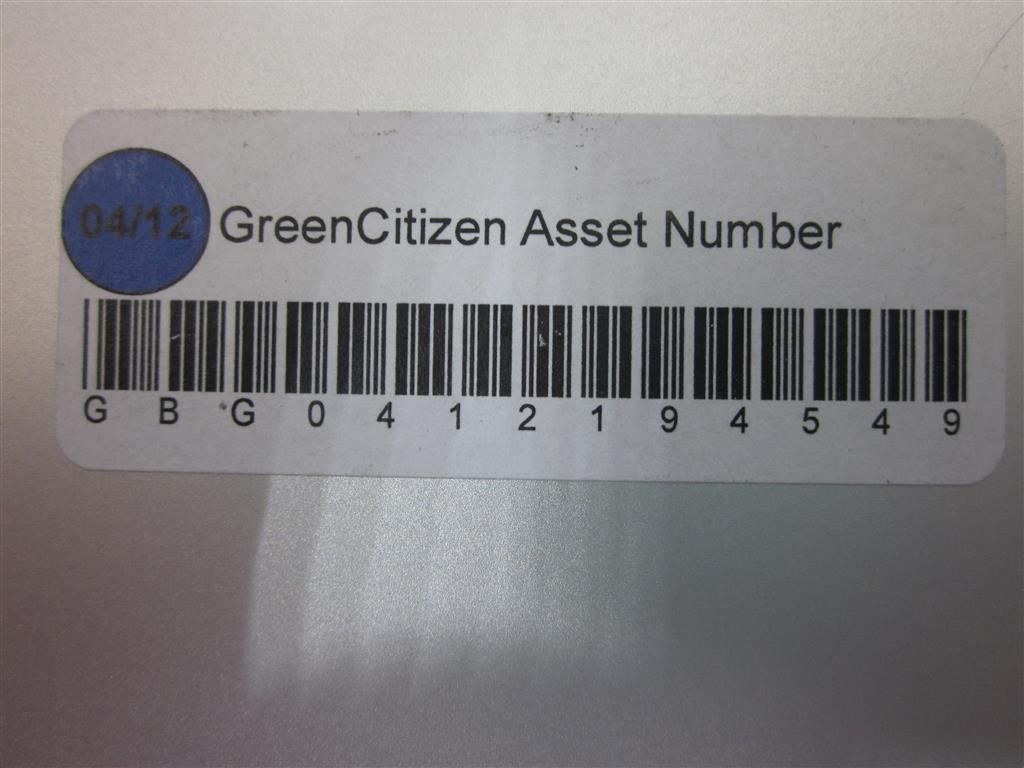 04/12 GreenCitizen Asset Number
G B G 0 4 1 2 1 9 4 5 4 9